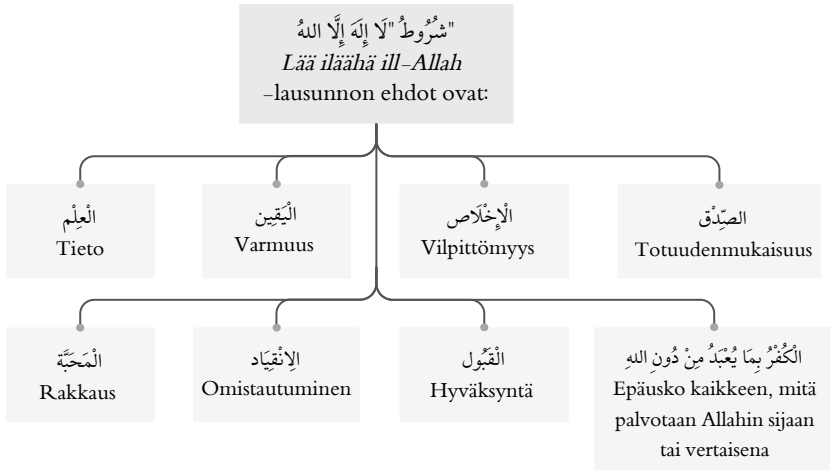 شُرُوطُ "لَا إِلَهَ إِلَّا اللهُ"
Lää iläähä ill-Allah
-lausunnon ehdot ovat:
الْعِلْم
Tieto
الْيَقِين
Varmuus
الْإِخْلَاص
Vilpittömyys
الصِّدْق
Totuudenmukaisuus
الْمَحَبَّة
Rakkaus
الِانْقِيَاد
Omistautuminen
الْقَبُول
Hyväksyntä
الْكُفْرُ بِمَا يُعْبَدُ مِنْ دُونِ اللهِ
Epäusko kaikkeen, mitä
palvotaan Allahin sijaan
tai vertaisena